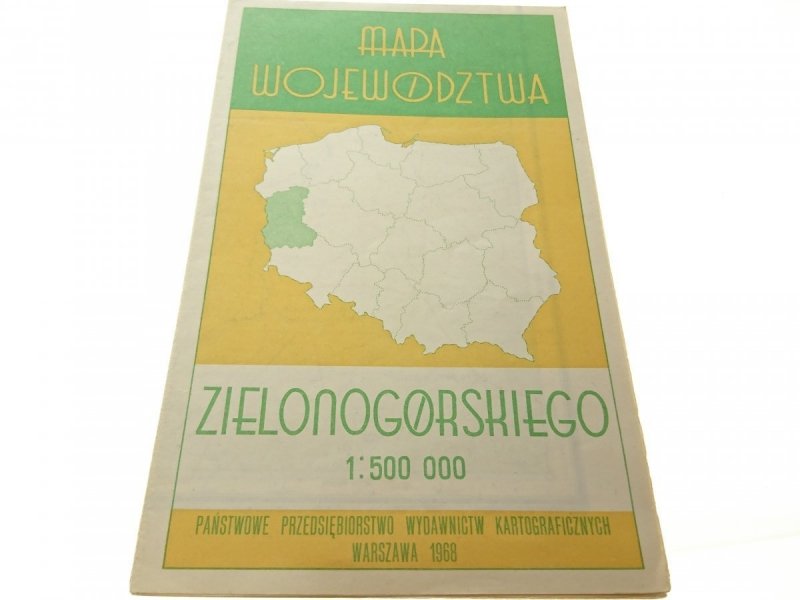 MAPA
WOJEWÓDZTWA
ZIELONOGÓRSKIEGO
1:500 000
PAŃSTWOWE PRZEDSIĘBIORSTWO WYDAWNICTW KARTOGRAFICZNYCH
WARSZAWA 1968